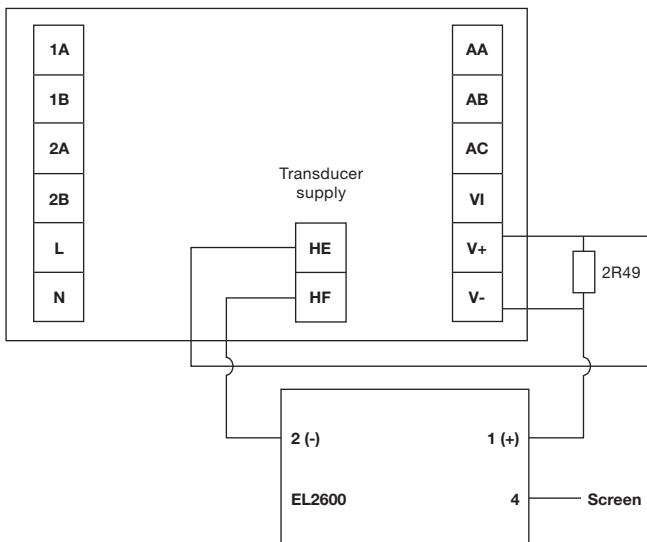 1A
1B
2A
2B
L
N
Transducer
supply
HE
HF
AA
AB
AC
VI
V+
V-
2R49
2 (-)
1 (+)
EL2600
4
Screen